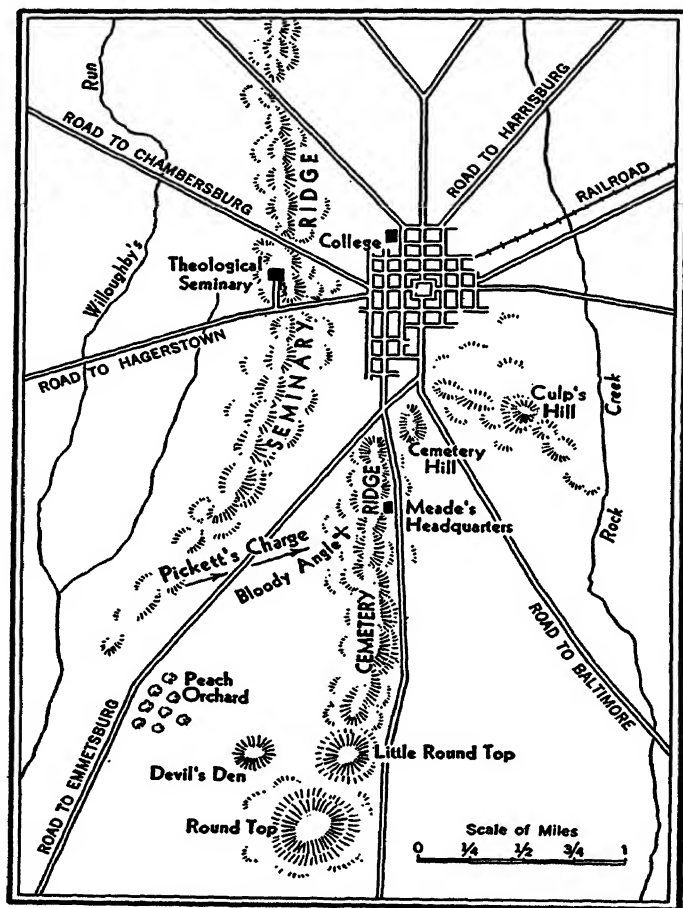 Run
ROAD TO CHAMBERSBURG
RIDGE
ROAD TO HARRISBURG
RAILROAD
College
Theological
Seminary
Willoughby's
ROAD TO HAGERSTOWN
SEMINARY
Culp's
Hill
Creek
Cemetery
Hill
RIDGE
Meade's
Headquarters
Rock
Pickett's Charge
Bloody Angle X
CEMETERY
ROAD TO BALTIMORE
Peach
Orchard
ROAD TO EMMETSBURG
Devil's Den
Little Round Top
Round Top
Scale of Miles
0 1/4 1/2 3/4 1